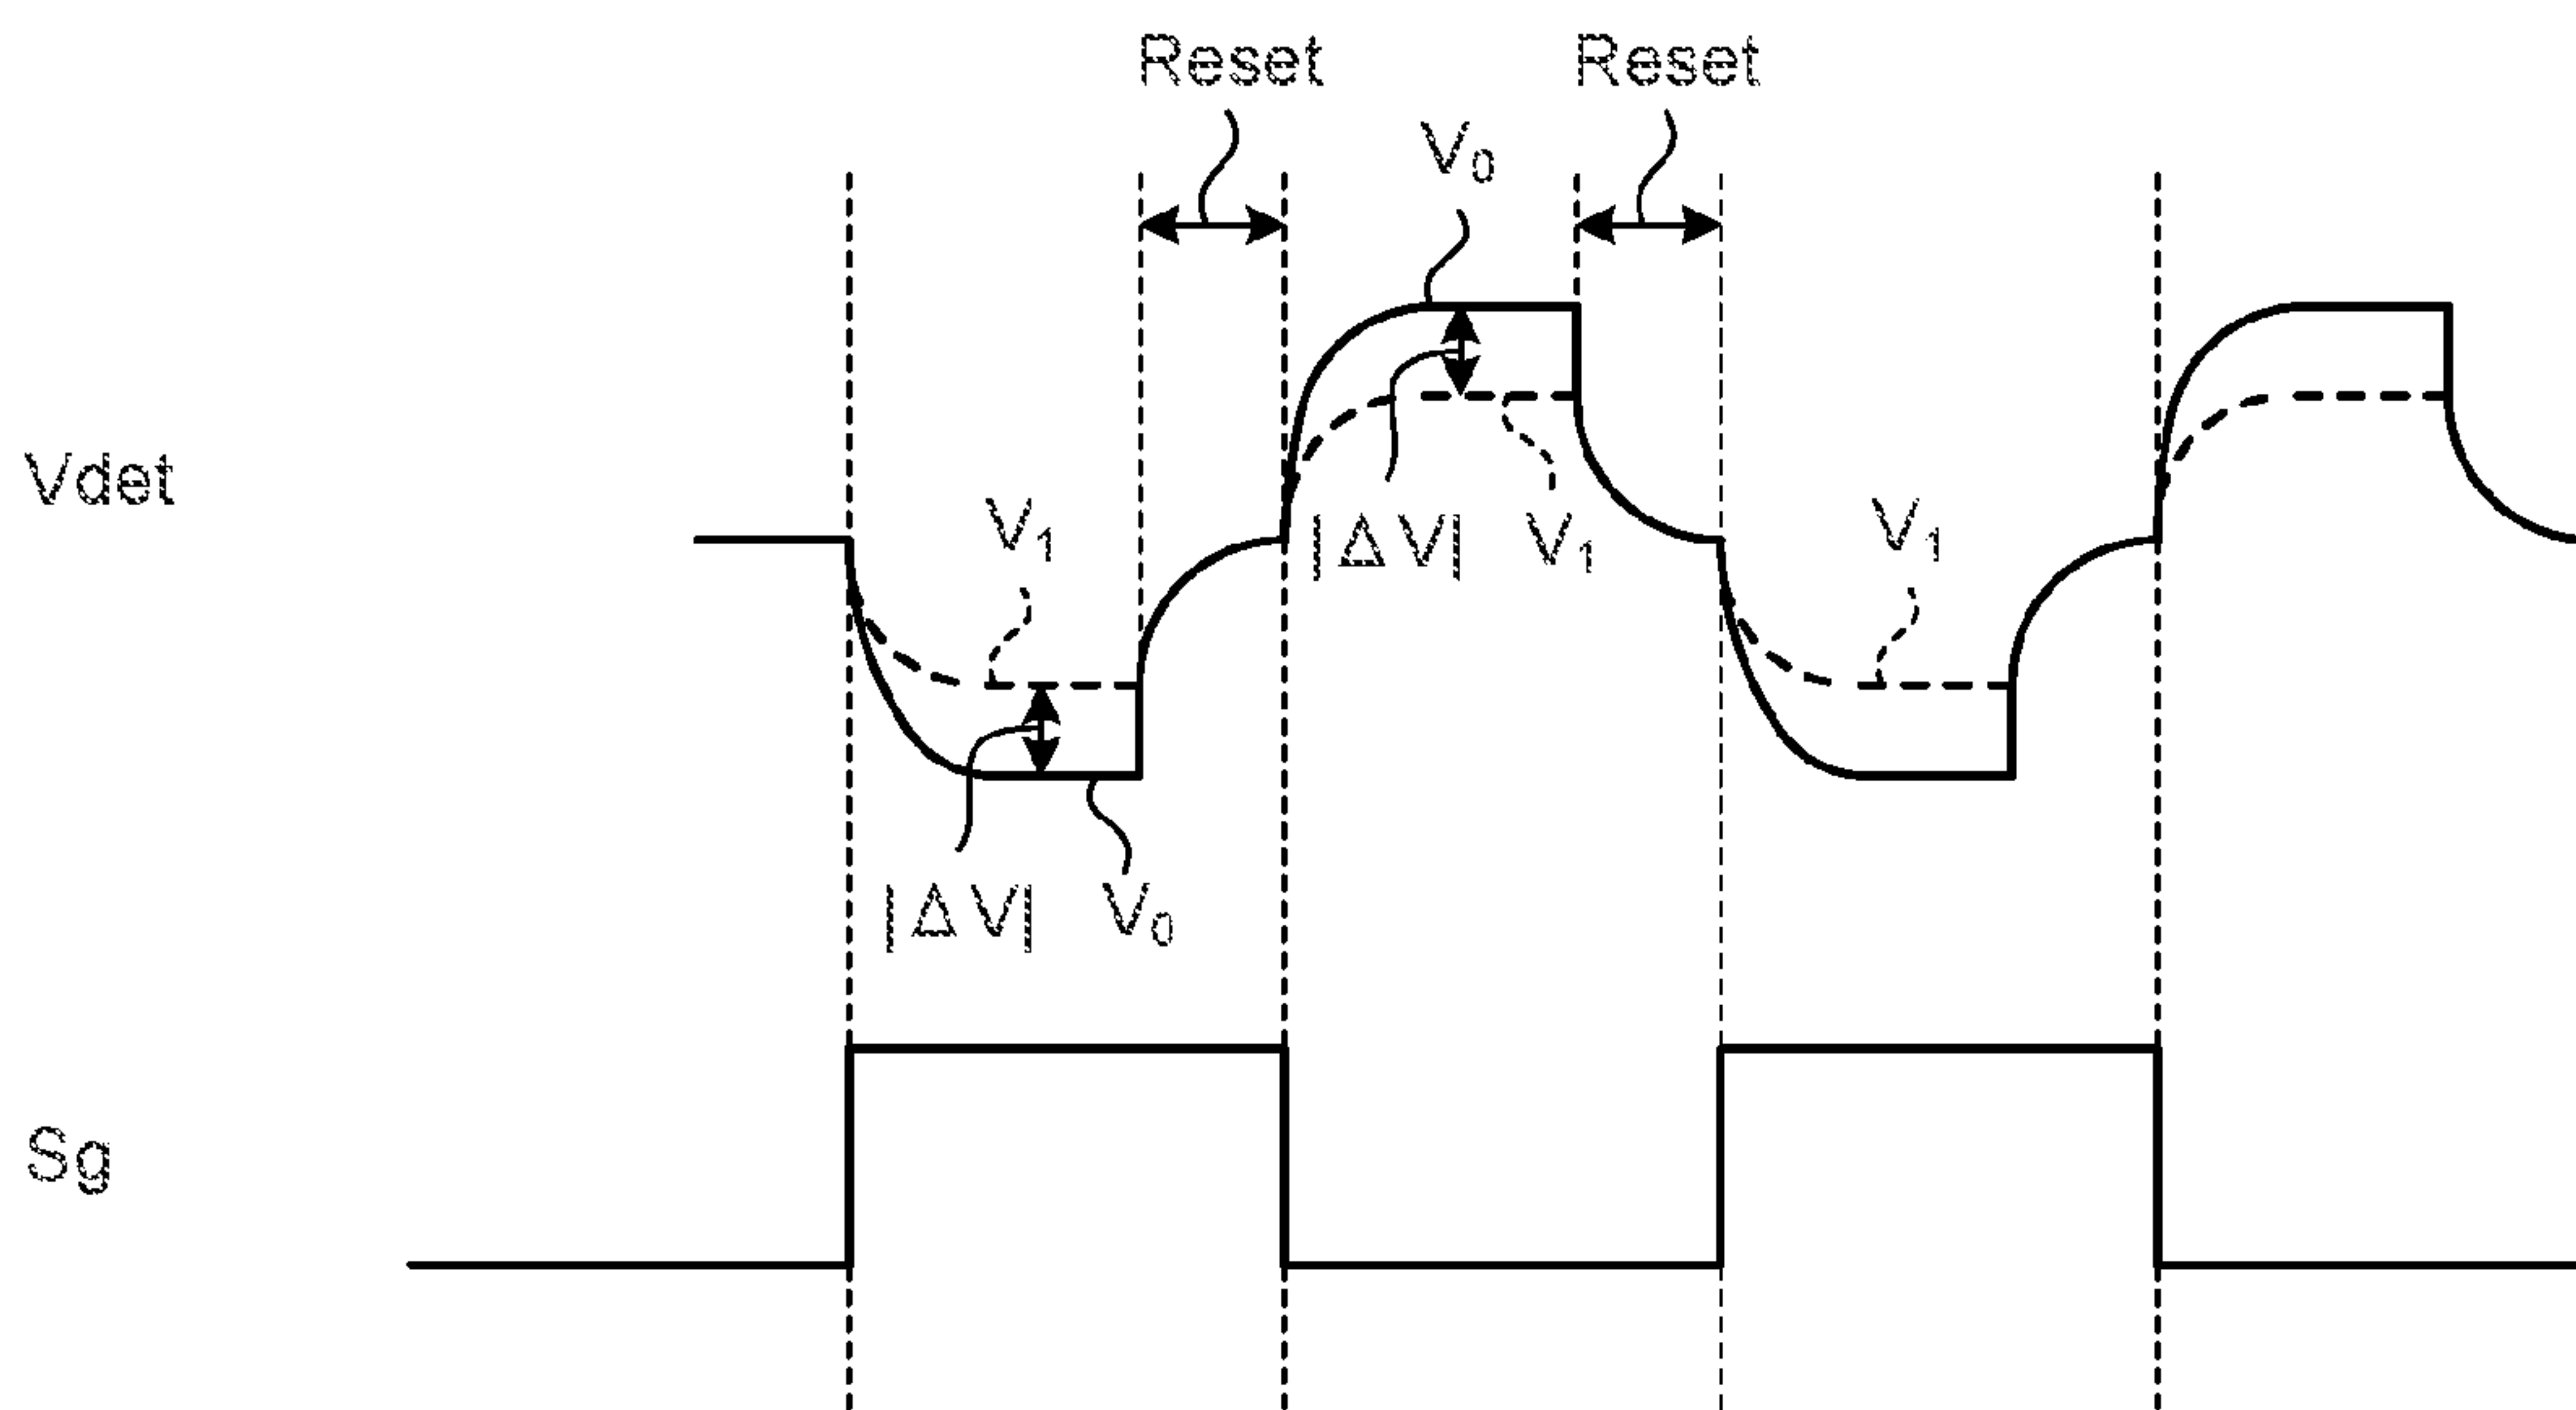 Reset Reset
V₀
Vdet
V₁ |ΔV| V₁ V₁
|ΔV| V₀
Sg